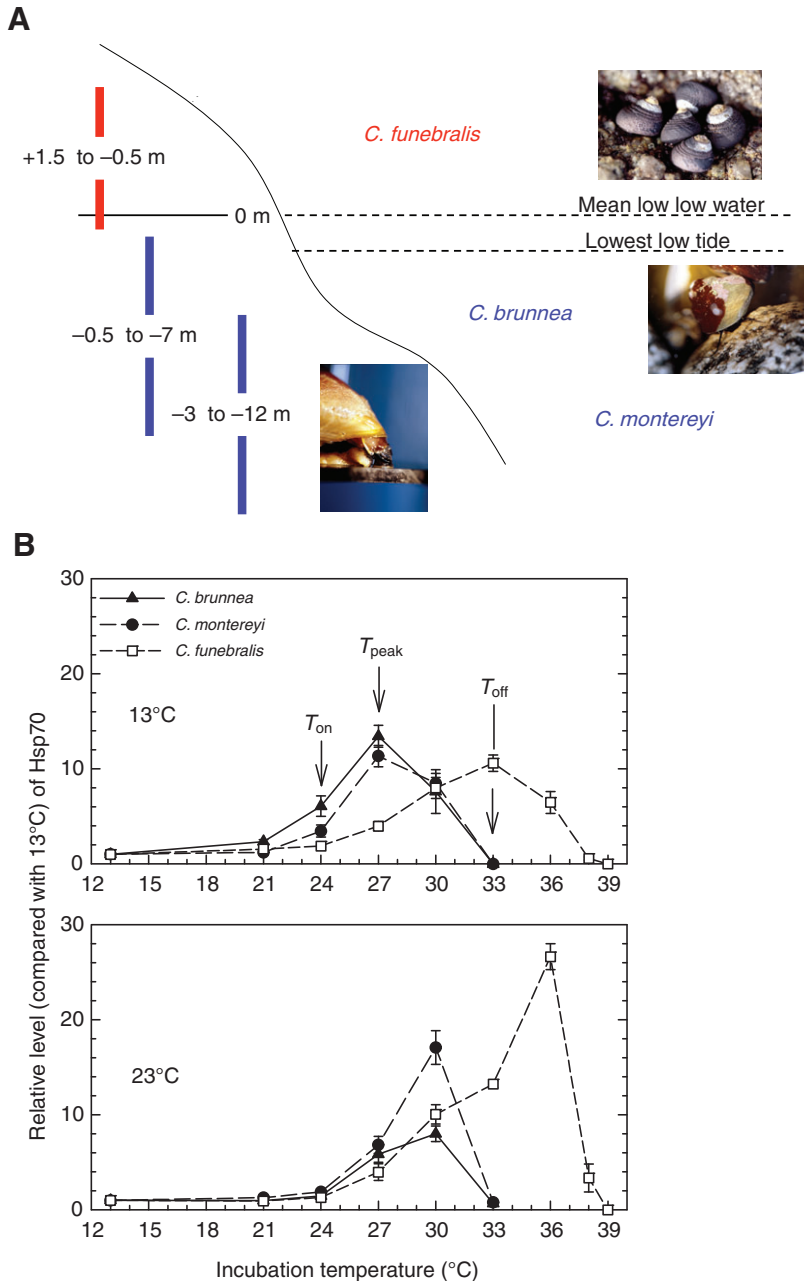 A
C. funebralis
+1.5 to –0.5 m
0 m
Mean low low water
Lowest low tide
C. brunnea
–0.5 to –7 m
–3 to –12 m
C. montereyi
B
Relative level (compared with 13°C) of Hsp70
30
20
10
0
C. brunnea
C. montereyi
C. funebralis
13°C
T on
T peak
T off
12 15 18 21 24 27 30 33 36 39
30
20
10
0
23°C
12 15 18 21 24 27 30 33 36 39
Incubation temperature (°C)